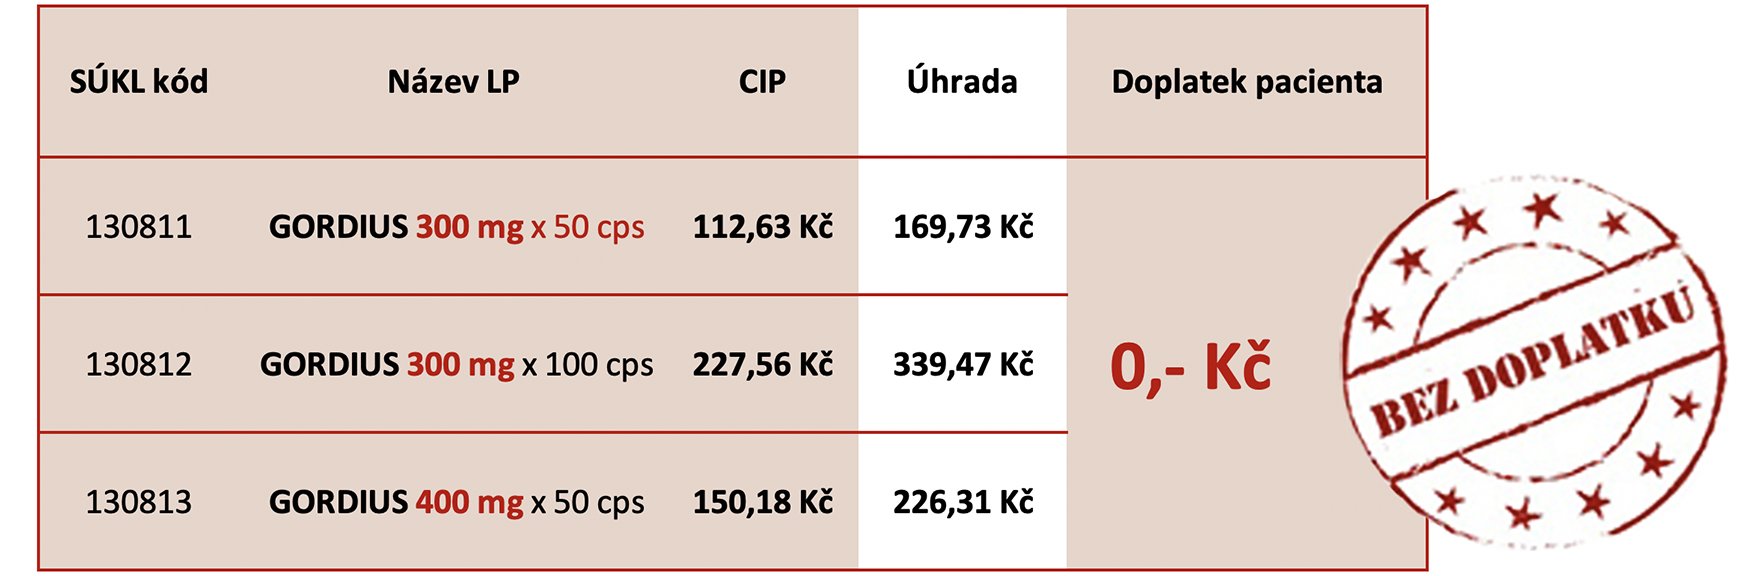 SÚKL kód Název LP CIP Úhrada Doplatek pacienta
130811 GORDIUS 300 mg x 50 cps 112,63 Kč 169,73 Kč
130812 GORDIUS 300 mg x 100 cps 227,56 Kč 339,47 Kč 0,- Kč
130813 GORDIUS 400 mg x 50 cps 150,18 Kč 226,31 Kč
BEZ DOPLATKU